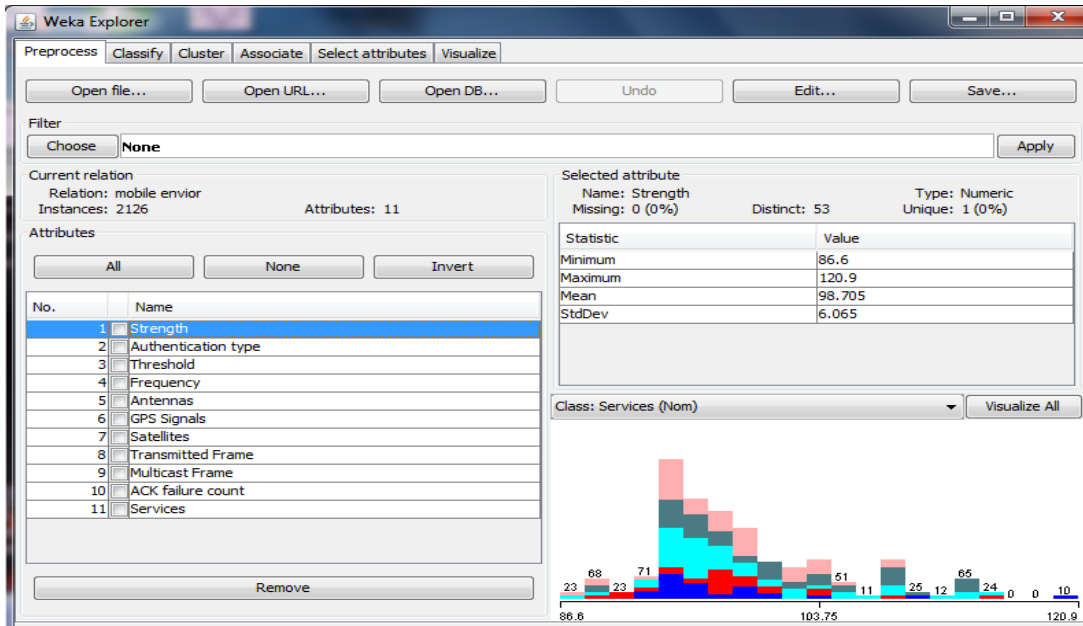 Weka Explorer
Preprocess Classify Cluster Associate Select attributes Visualize
Open file... Open URL... Open DB... Undo Edit... Save...
Filter
Choose None Apply
Current relation
Relation: mobile envior
Instances: 2126 Attributes: 11
Attributes
All None Invert
No. Name
1 Strength
2 Authentication type
3 Threshold
4 Frequency
5 Antennas
6 GPS Signals
7 Satellites
8 Transmitted Frame
9 Multicast Frame
10 ACK failure count
11 Services
Remove
Selected attribute
Name: Strength Type: Numeric
Missing: 0 (0%) Distinct: 53 Unique: 1 (0%)
Statistic Value
Minimum 86.6
Maximum 120.9
Mean 98.705
StdDev 6.065
Class: Services (Nom) Visualize All
23 68 23 71 51 11 25 12 65 24 0 0 10
86.6 103.75 120.9